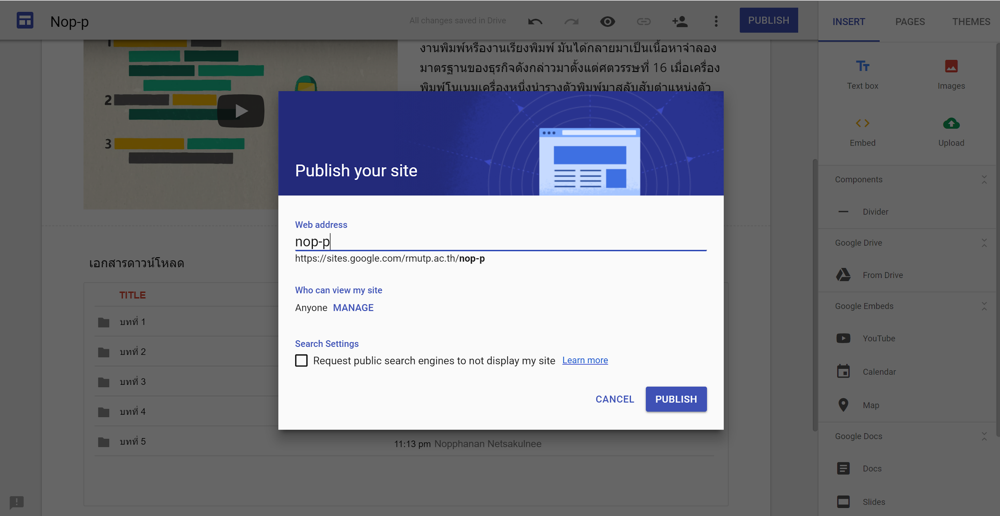 Nop-p
All changes saved in Drive
PUBLISH
INSERT
PAGES
THEMES
1
2
3
งานพิมพ์หรืองานเรียงพิมพ์ มันได้กลายมาเป็นเนื้อหาจำลอง
มาตรฐานของธุรกิจดังกล่าวมาตั้งแต่ศตวรรษที่ 16 เมื่อเครื่อง
พิมพ์โนเนมเครื่องหนึ่งนำรางตัวพิมพ์มาสลับสับตำแหน่งตัว
Publish your site
Web address
nop-p
https://sites.google.com/rmutp.ac.th/nop-p
Who can view my site
Anyone MANAGE
Search Settings
Request public search engines to not display my site Learn more
CANCEL PUBLISH
เอกสารดาวน์โหลด
TITLE
บทที่ 1
บทที่ 2
บทที่ 3
บทที่ 4
บทที่ 5
11:13 pm Nopphanan Netsakulnee
Text box
Images
Embed
Upload
Components
Divider
Google Drive
From Drive
Google Embeds
YouTube
Calendar
Map
Google Docs
Docs
Slides